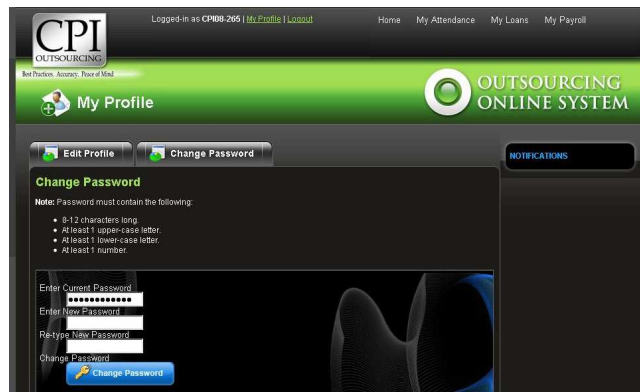 Logged-in as CPI08-265 | My Profile | Logout
Home My Attendance My Loans My Payroll
CPI
OUTSOURCING
Best Practices. Accuracy. Peace of Mind
My Profile
OUTSOURCING
ONLINE SYSTEM
Edit Profile
Change Password
NOTIFICATIONS
Change Password
Note: Password must contain the following:
8-12 characters long.
At least 1 upper-case letter.
At least 1 lower-case letter.
At least 1 number.
Enter Current Password
Enter New Password
Re-type New Password
Change Password
Change Password